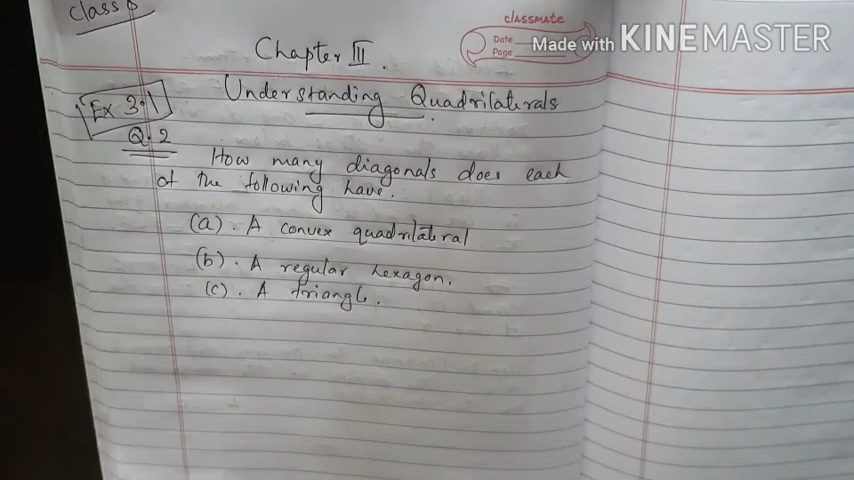 Class 8
classmate
Date
Page
Made with KINEMASTER
Chapter III.
Ex 3.1
Understanding Quadrilaterals.
Q.2
How many diagonals does each
of the following have.
(a). A convex quadrilateral
(b). A regular hexagon.
(c). A triangle.